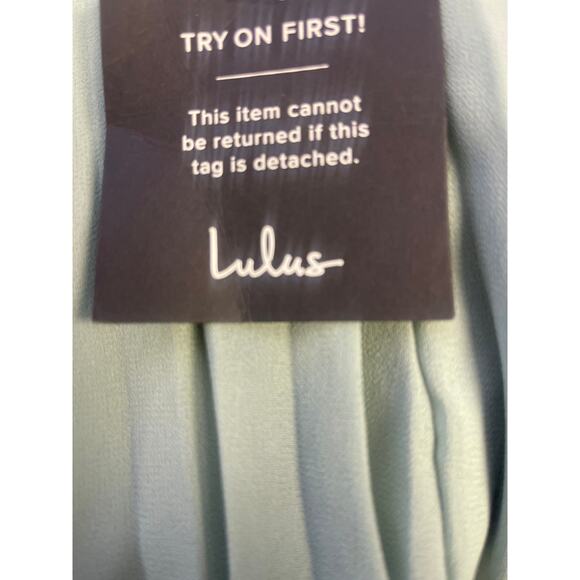 TRY ON FIRST!
This item cannot
be returned if this
tag is detached.
Lulus